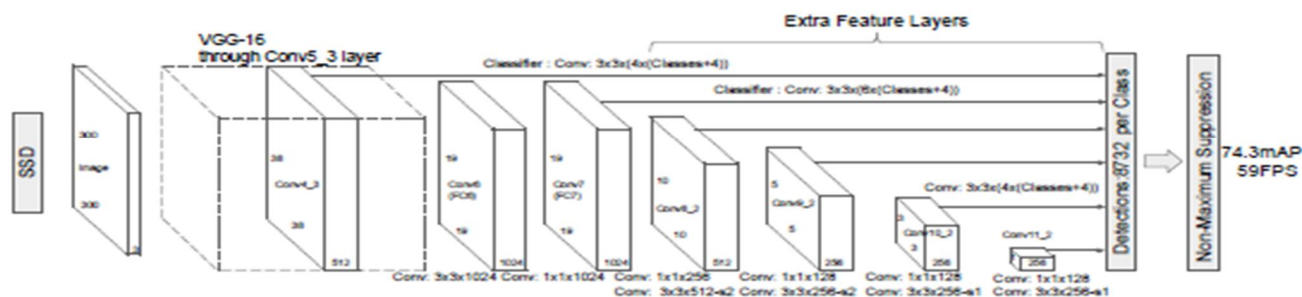 Extra Feature Layers
VGG-16
through Conv5_3 layer
Classifier : Conv: 3x3x(4x(Classes+4))
Classifier : Conv: 3x3x(6x(Classes+4))
SSD
300
Image
300
3
38
Conv4_3
38
512
19
Conv6
(FC6)
19
1024
19
Conv7
(FC7)
19
1024
10
Conv8_2
10
512
5
Conv9_2
5
256
Conv: 3x3x(4x(Classes+4))
3
Conv10_2
3
256
Conv11_2
256
Detections:8732 per Class
Non-Maximum Suppression
74.3mAP
59FPS
Conv: 3x3x1024
Conv: 1x1x1024
Conv: 1x1x256
Conv: 3x3x512-s2
Conv: 1x1x128
Conv: 3x3x256-s2
Conv: 1x1x128
Conv: 3x3x256-s1
Conv: 1x1x128
Conv: 3x3x256-s1